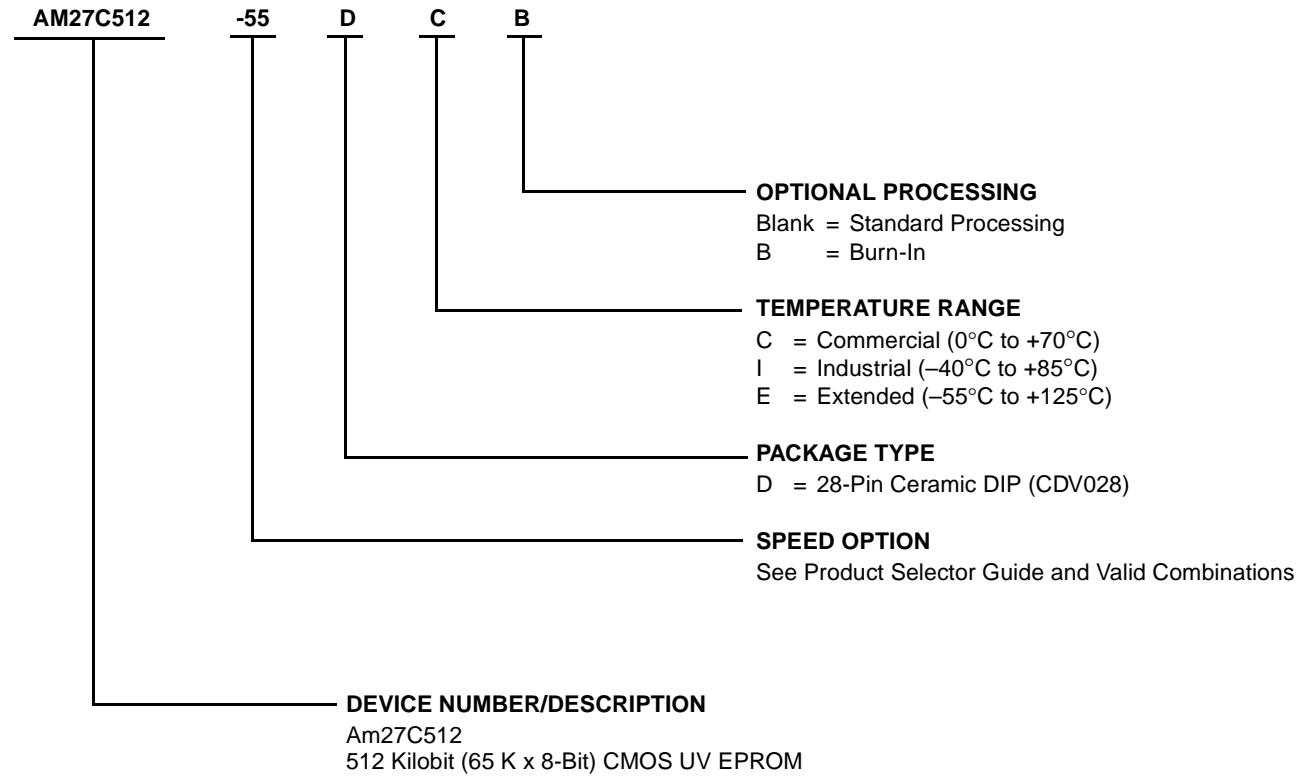 AM27C512 -55 D C B
OPTIONAL PROCESSING
Blank = Standard Processing
B = Burn-In
TEMPERATURE RANGE
C = Commercial (0°C to +70°C)
I = Industrial (–40°C to +85°C)
E = Extended (–55°C to +125°C)
PACKAGE TYPE
D = 28-Pin Ceramic DIP (CDV028)
SPEED OPTION
See Product Selector Guide and Valid Combinations
DEVICE NUMBER/DESCRIPTION
Am27C512
512 Kilobit (65 K x 8-Bit) CMOS UV EPROM